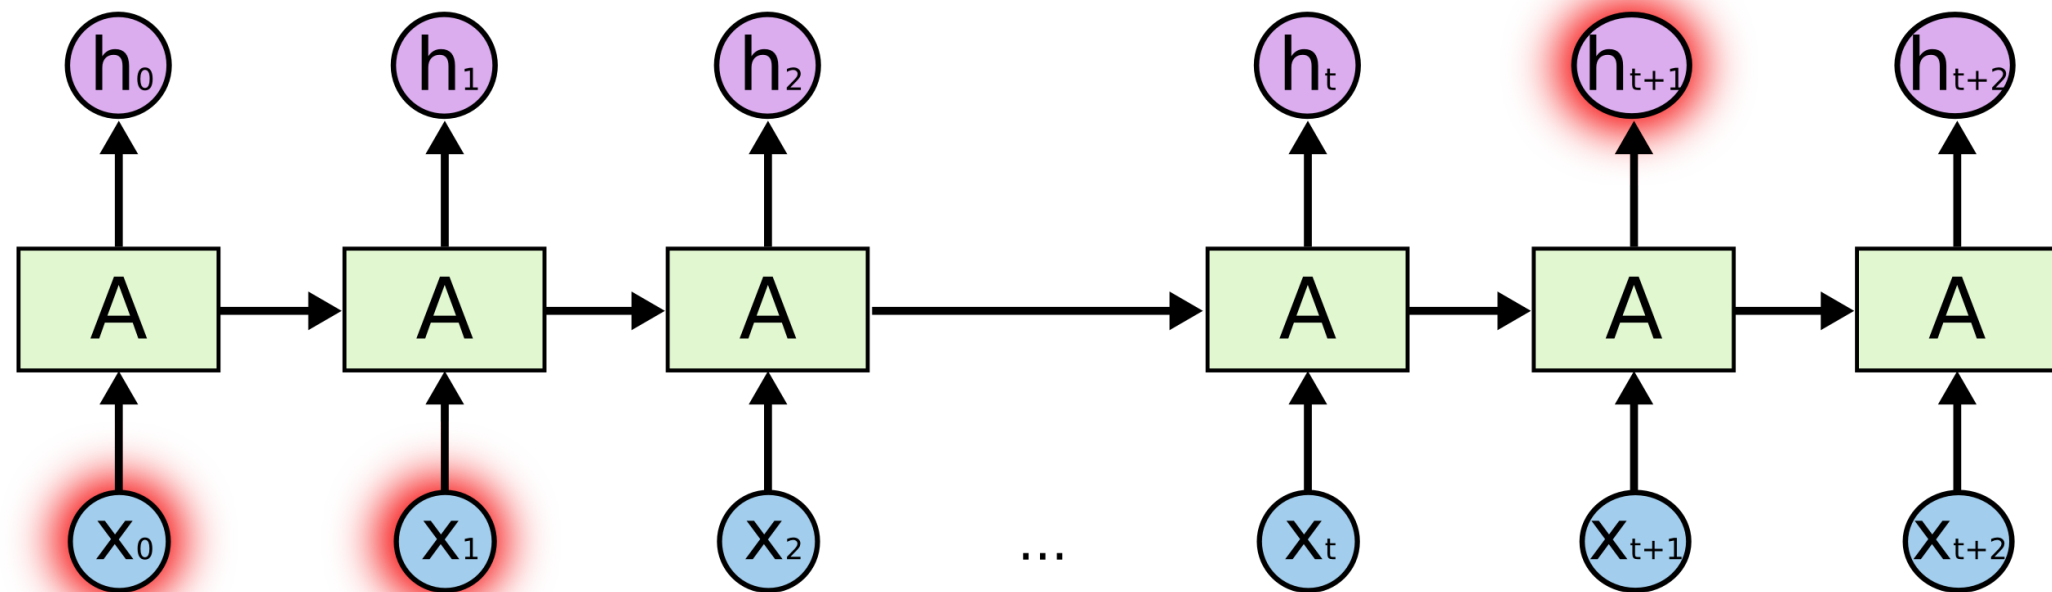 h₀ h₁ h₂ hₜ hₜ₊₁ hₜ₊₂
A A A A A A
x₀ x₁ x₂ ... xₜ xₜ₊₁ xₜ₊₂